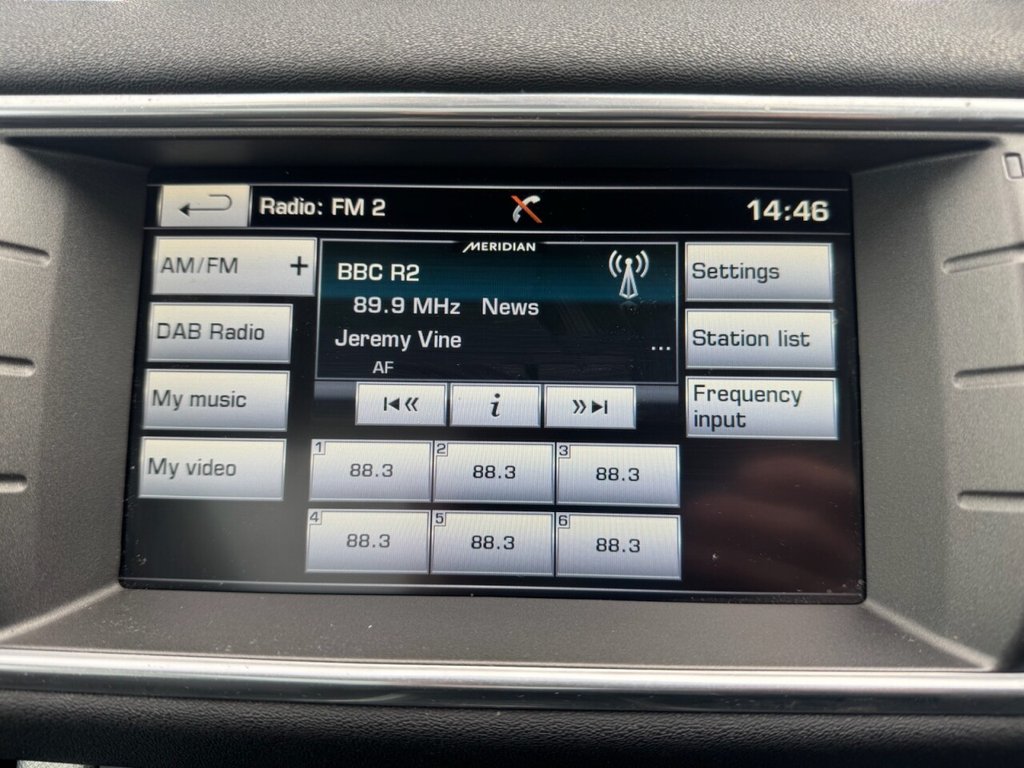 Radio: FM 2
14:46
MERIDIAN
AM/FM +
DAB Radio
My music
My video
BBC R2
89.9 MHz News
Jeremy Vine ...
AF
i
Settings
Station list
Frequency
input
1 88.3
2 88.3
3 88.3
4 88.3
5 88.3
6 88.3